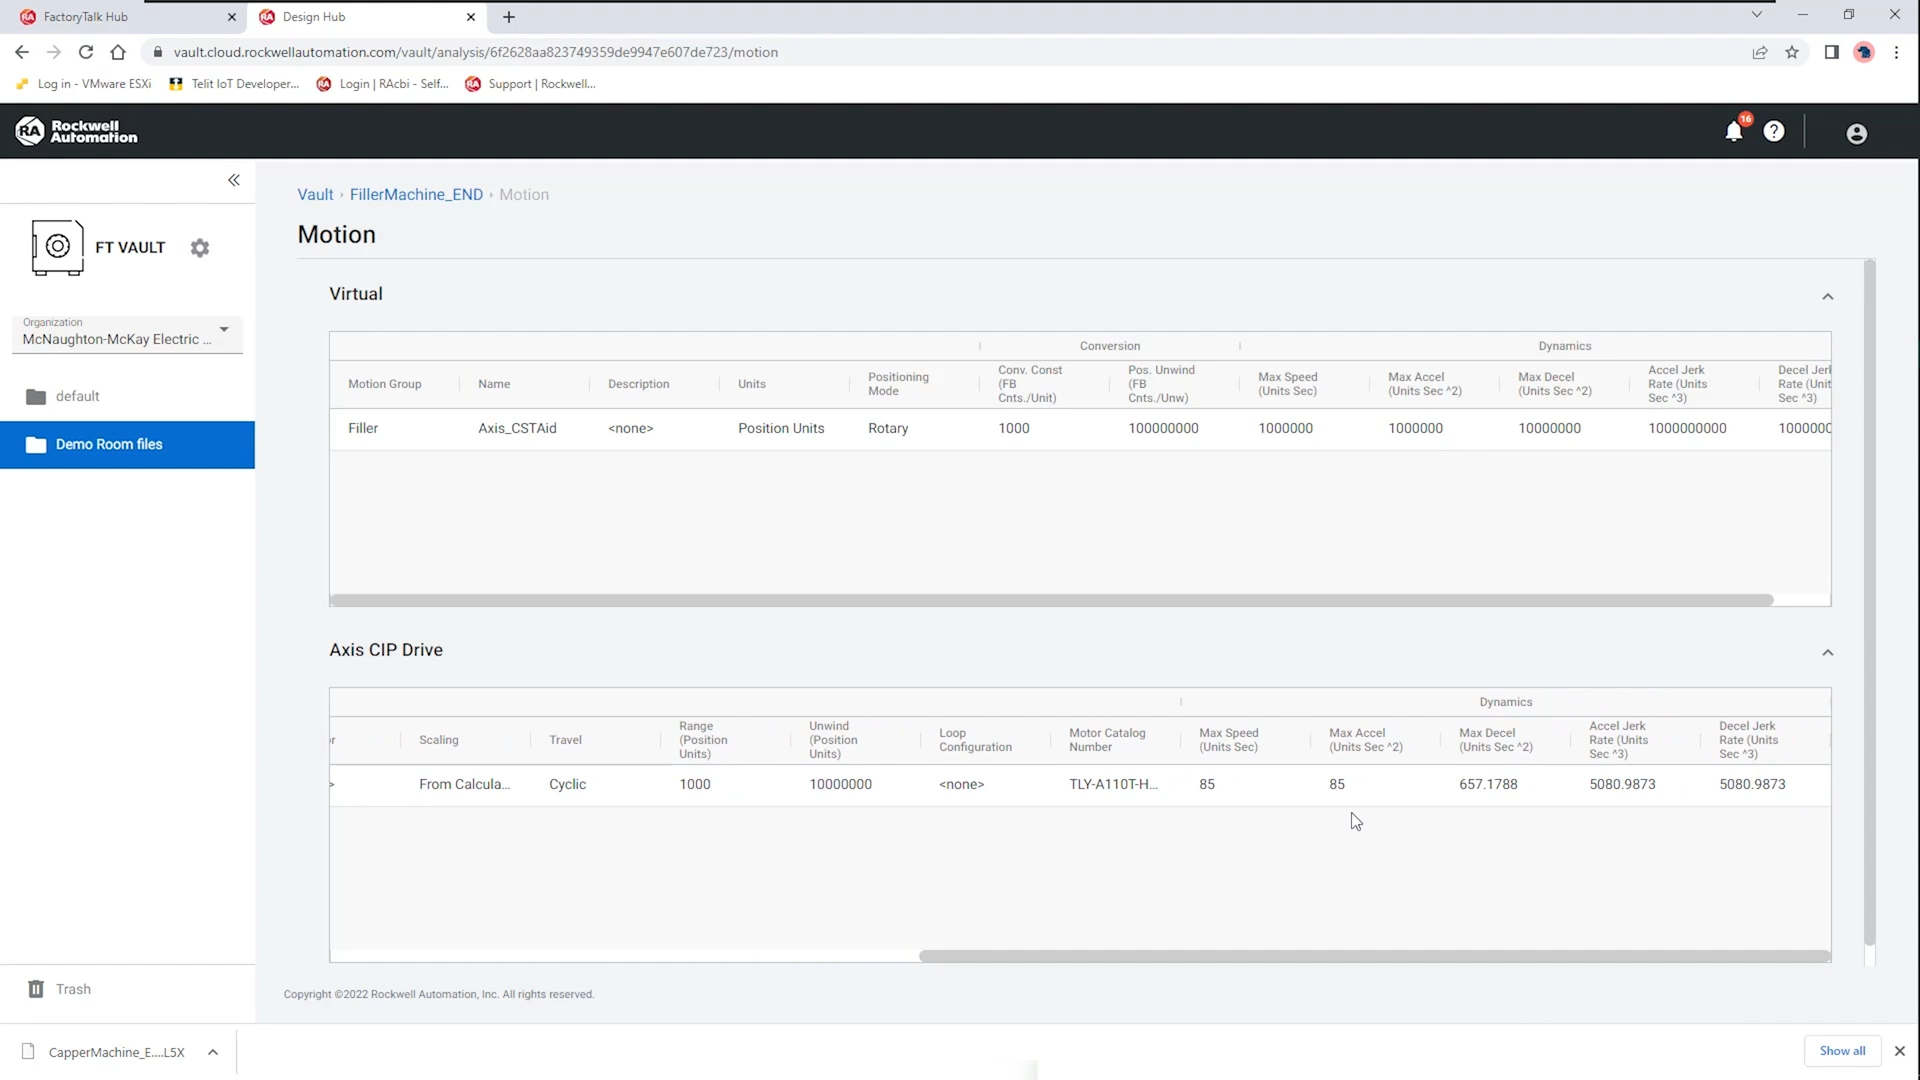 FactoryTalk Hub
Design Hub
vault.cloud.rockwellautomation.com/vault/analysis/6f2628aa823749359de9947e607de723/motion
Log in - VMware ESXi
Telit IoT Developer...
Login | RAcbi - Self...
Support | Rockwell...
RA Rockwell Automation
16
Vault › FillerMachine_END › Motion
Motion
FT VAULT
Organization
McNaughton-McKay Electric ...
default
Demo Room files
Trash
Virtual
Conversion Dynamics
Motion Group Name Description Units Positioning Mode Conv. Const (FB Cnts./Unit) Pos. Unwind (FB Cnts./Unw) Max Speed (Units Sec) Max Accel (Units Sec ^2) Max Decel (Units Sec ^2) Accel Jerk Rate (Units Sec ^3) Decel Jerk Rate (Unit Sec ^3)
Filler Axis_CSTAid <none> Position Units Rotary 1000 100000000 1000000 1000000 10000000 1000000000
Axis CIP Drive
Dynamics
r Scaling Travel Range (Position Units) Unwind (Position Units) Loop Configuration Motor Catalog Number Max Speed (Units Sec) Max Accel (Units Sec ^2) Max Decel (Units Sec ^2) Accel Jerk Rate (Units Sec ^3) Decel Jerk Rate (Units Sec ^3)
> From Calcula... Cyclic 1000 10000000 <none> TLY-A110T-H... 85 85 657.1788 5080.9873 5080.9873
Copyright ©2022 Rockwell Automation, Inc. All rights reserved.
CapperMachine_E....L5X
Show all